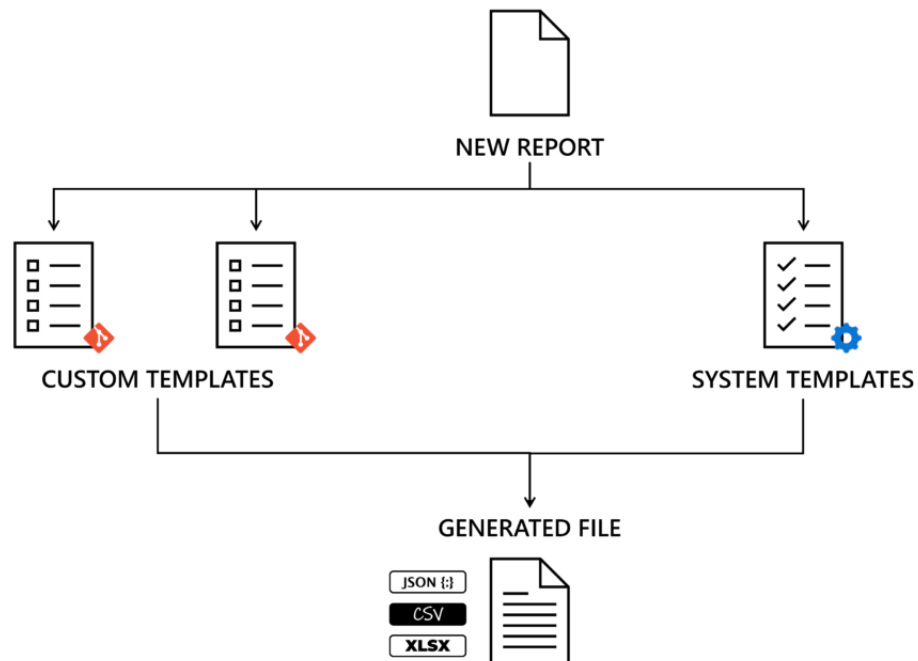 NEW REPORT
CUSTOM TEMPLATES
SYSTEM TEMPLATES
GENERATED FILE
JSON {;}
CSV
XLSX